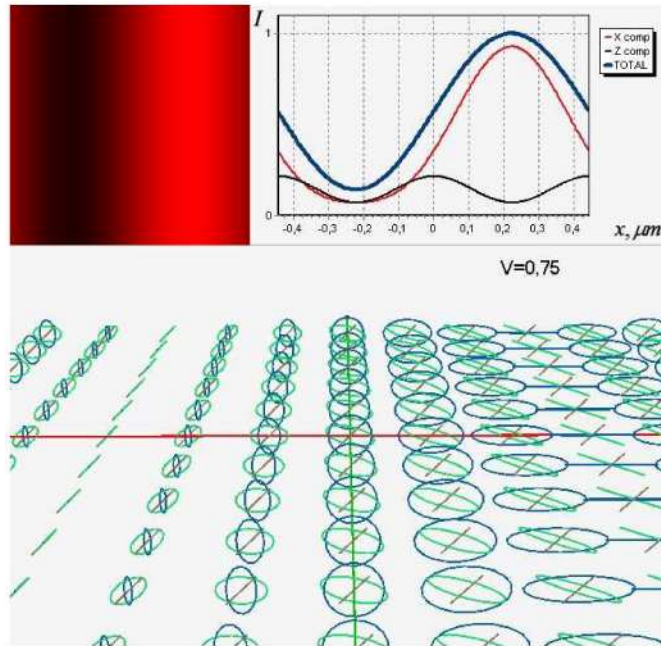 I
1
X comp
Z comp
TOTAL
0
-0,4 -0,3 -0,2 -0,1 0 0,1 0,2 0,3 0,4
x, μm
V=0,75